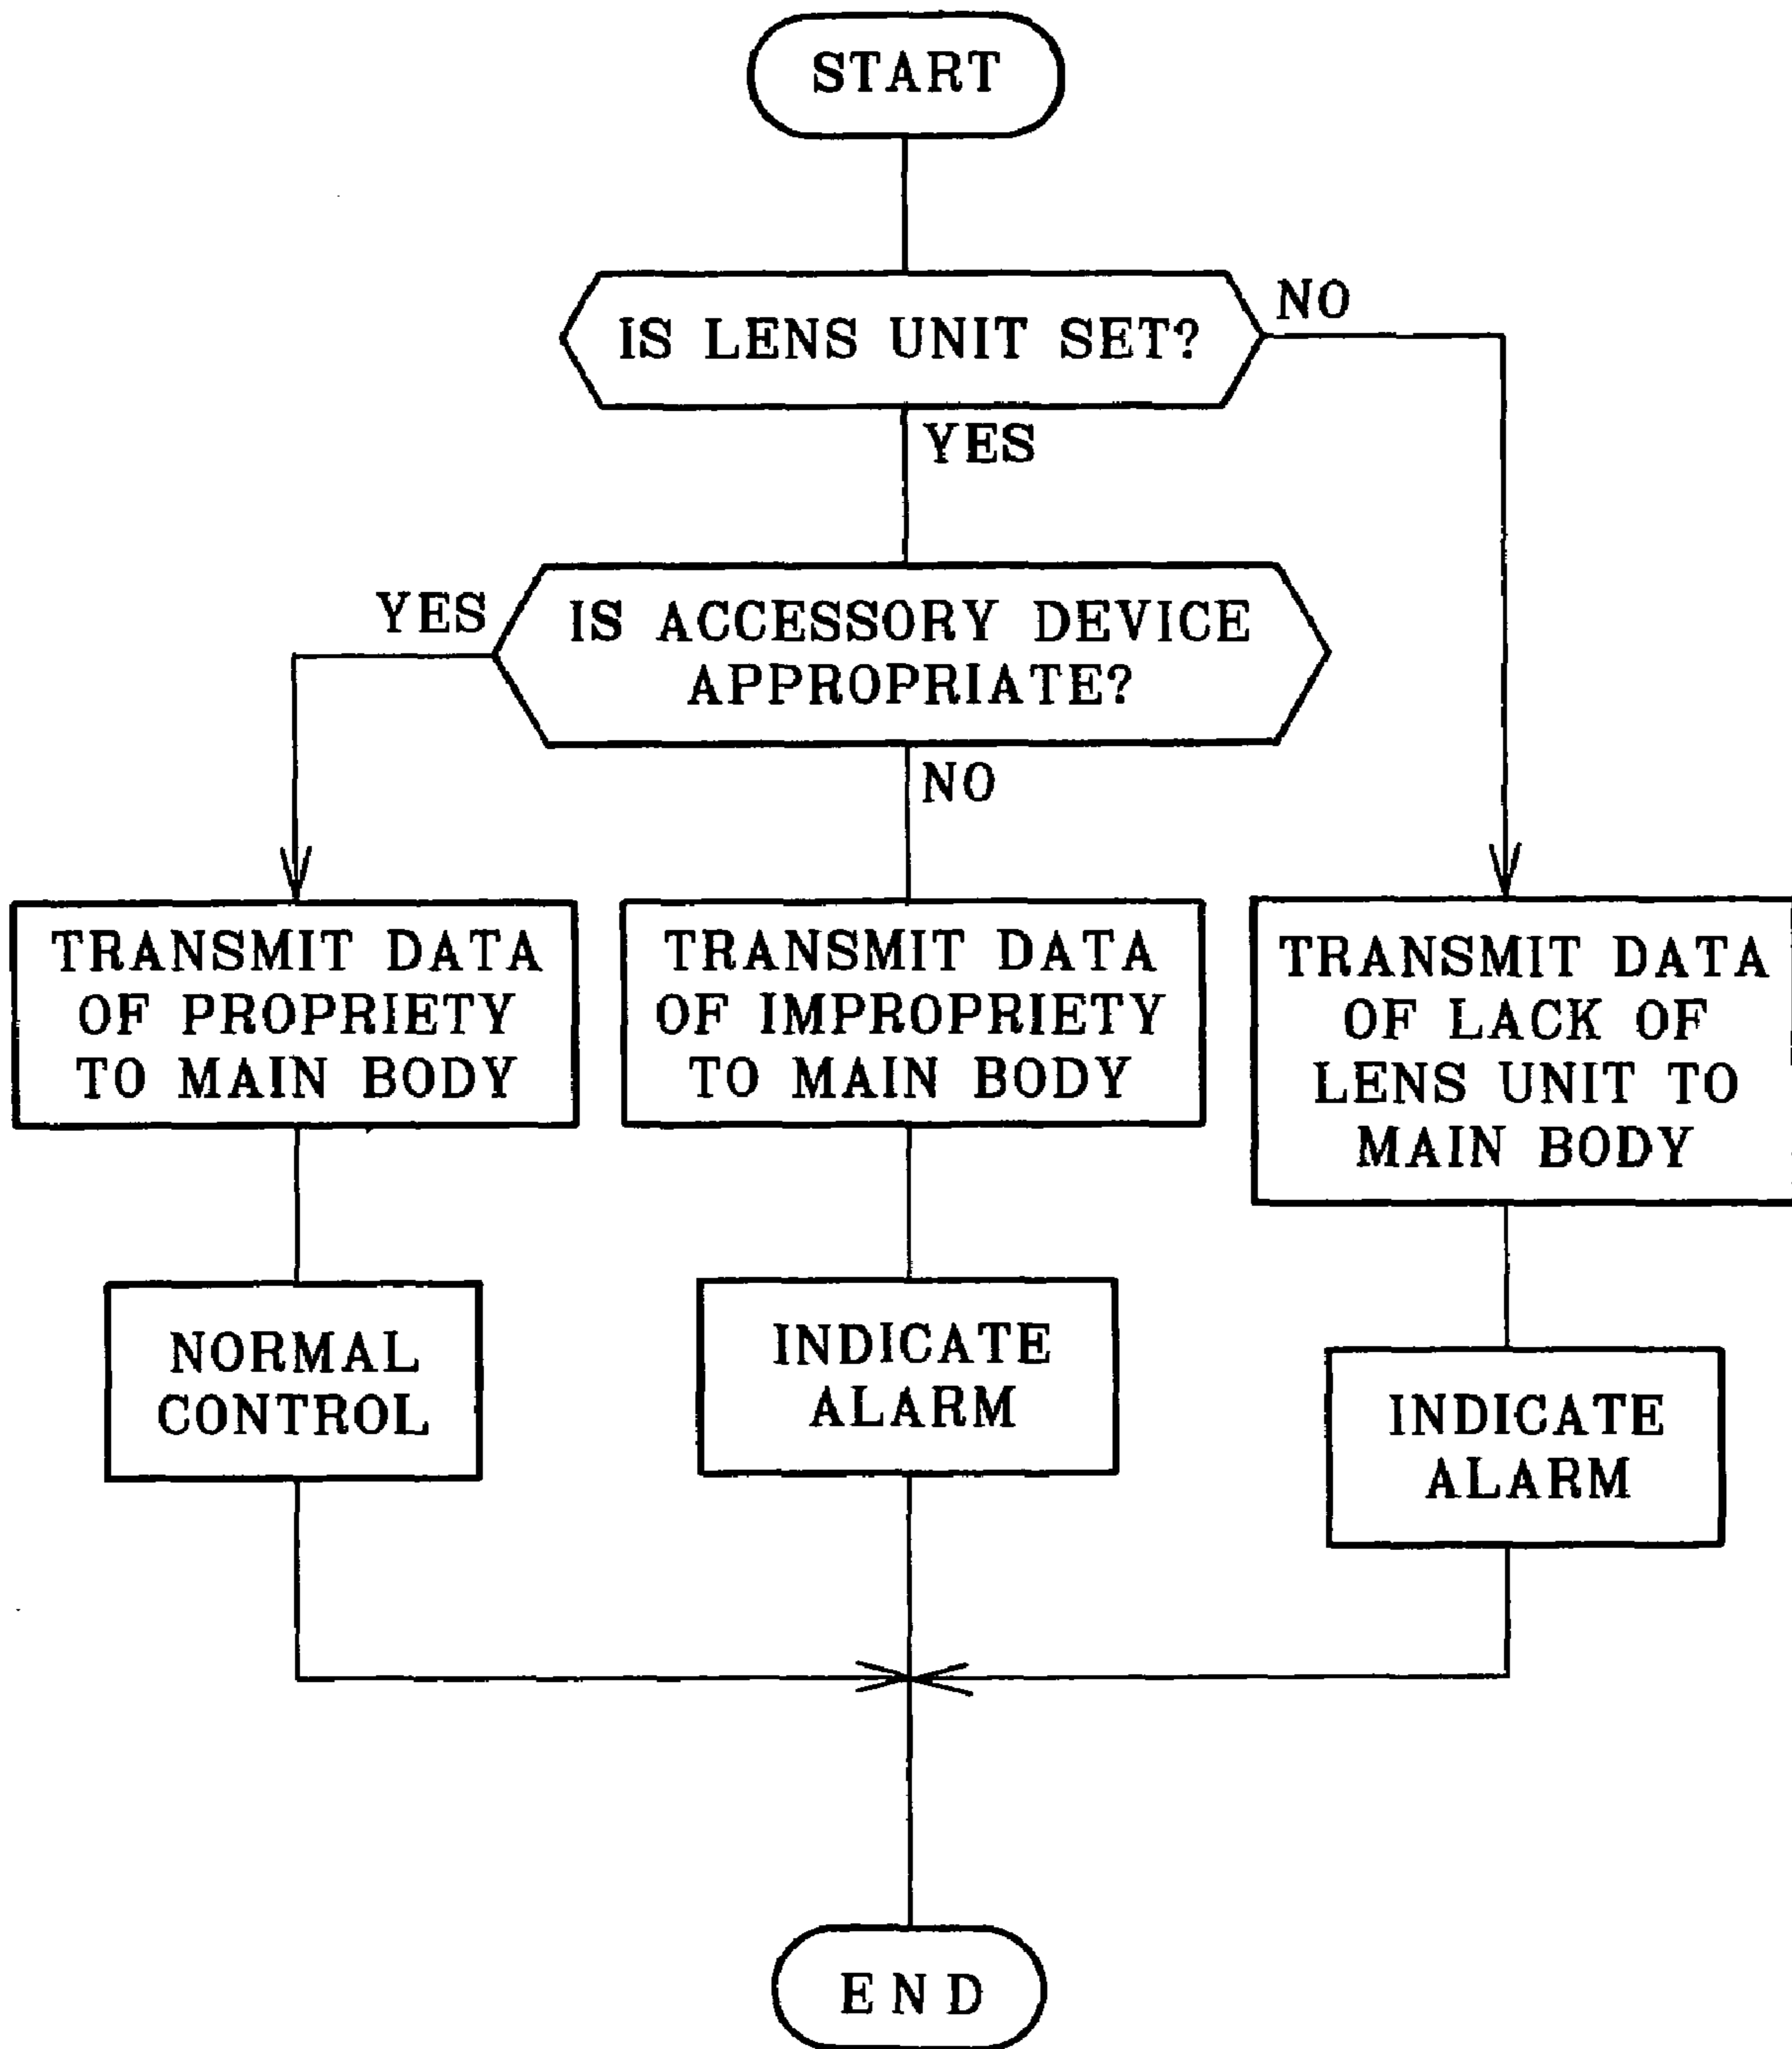 START
IS LENS UNIT SET?
NO
YES
YES
IS ACCESSORY DEVICE
APPROPRIATE?
NO
TRANSMIT DATA
OF PROPRIETY
TO MAIN BODY
TRANSMIT DATA
OF IMPROPRIETY
TO MAIN BODY
TRANSMIT DATA
OF LACK OF
LENS UNIT TO
MAIN BODY
NORMAL
CONTROL
INDICATE
ALARM
INDICATE
ALARM
END